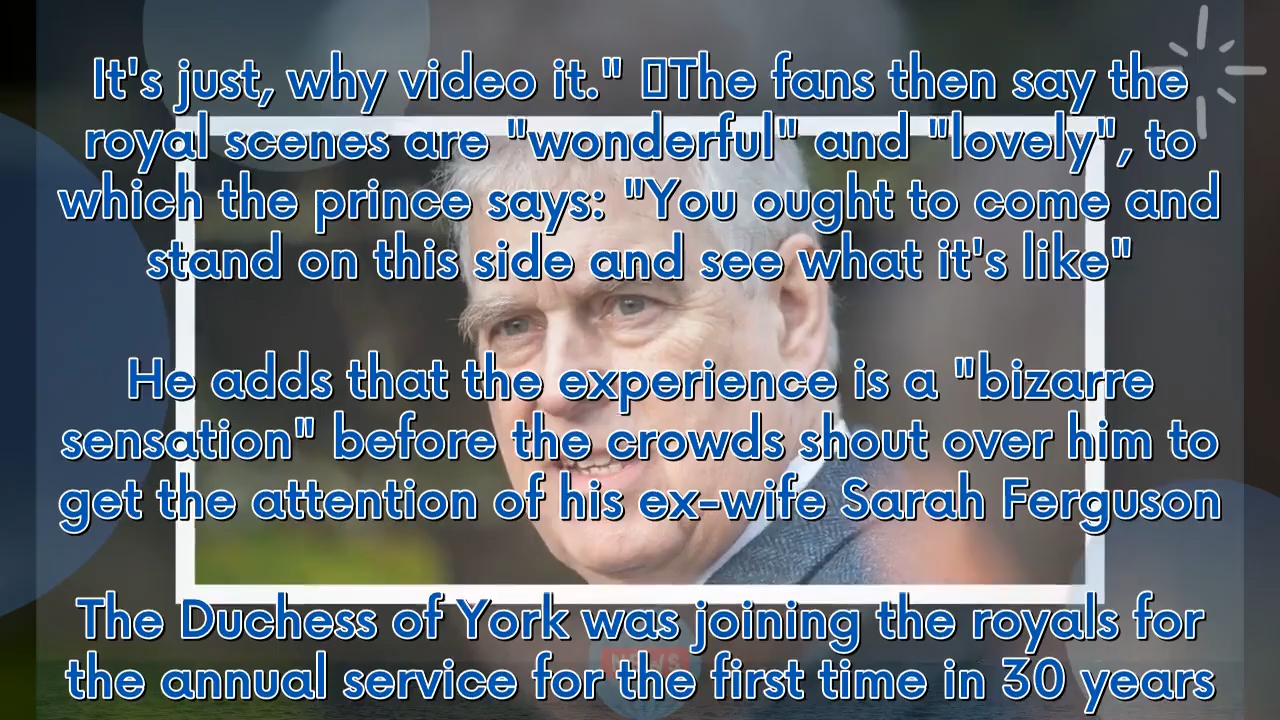 It's just, why video it." ▯The fans then say the
royal scenes are "wonderful" and "lovely", to
which the prince says: "You ought to come and
stand on this side and see what it's like"
He adds that the experience is a "bizarre
sensation" before the crowds shout over him to
get the attention of his ex-wife Sarah Ferguson
The Duchess of York was joining the royals for
NEWS
the annual service for the first time in 30 years